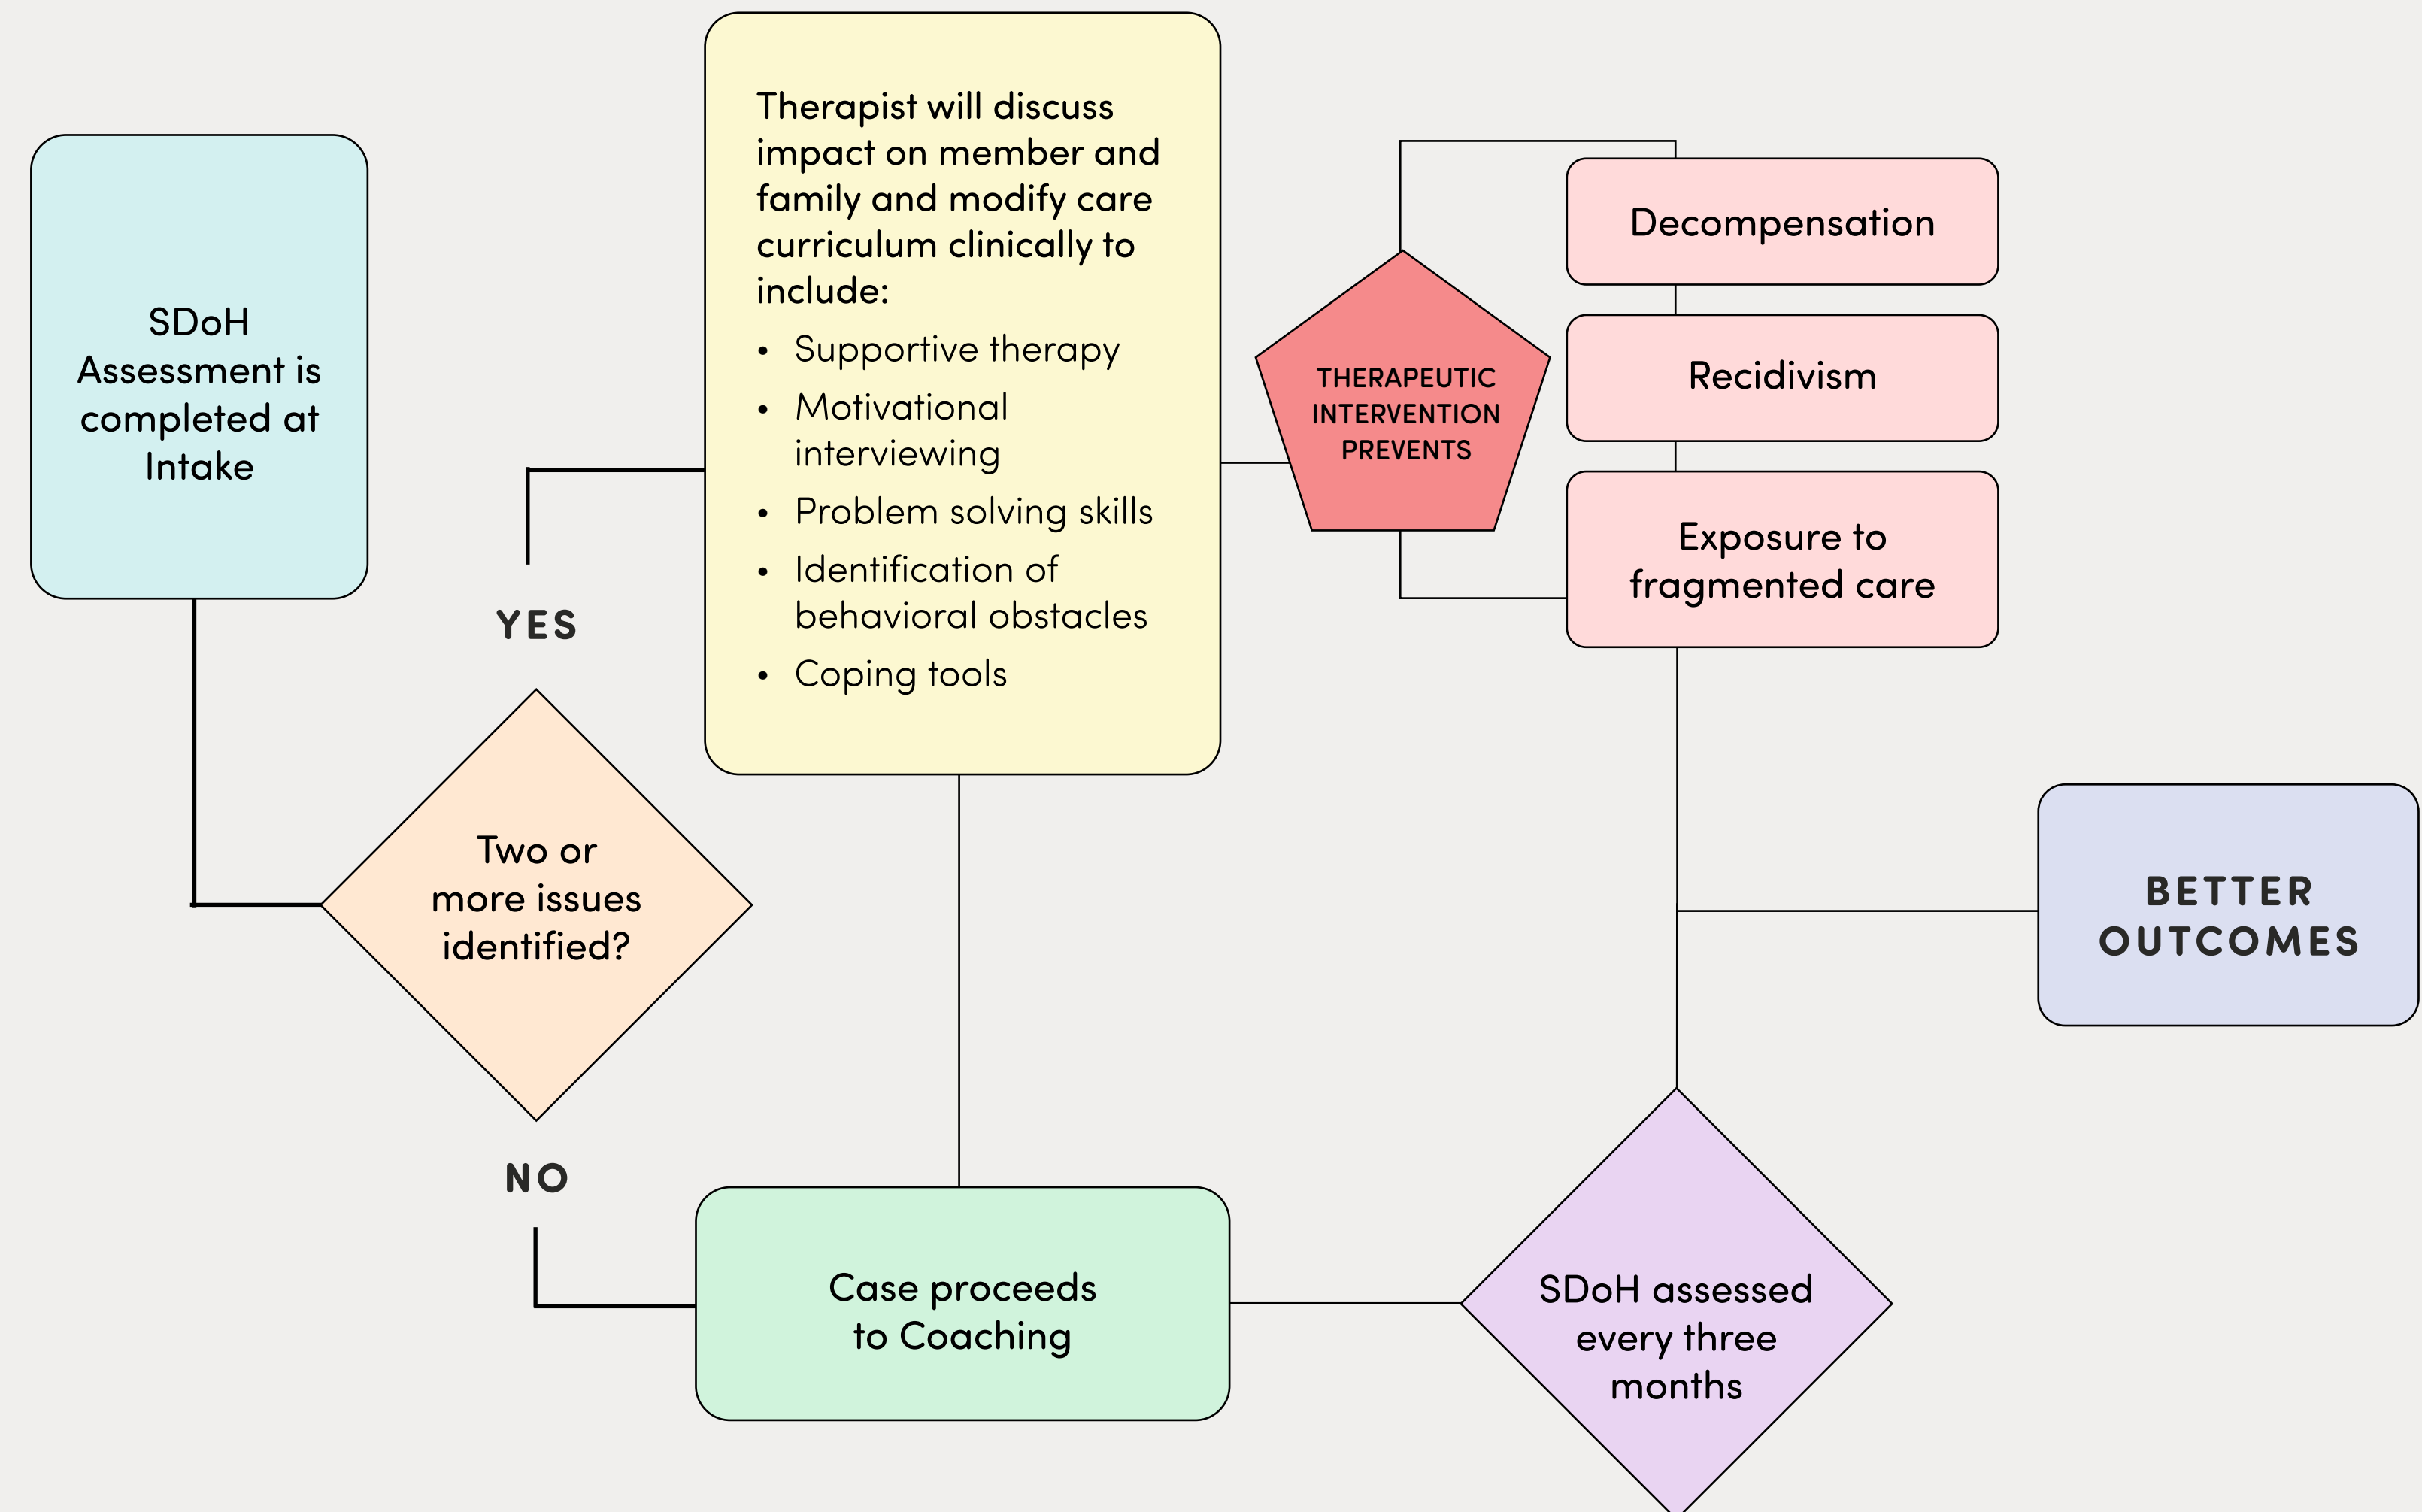 SDoH
Assessment is
completed at
Intake
YES
Two or
more issues
identified?
NO
Therapist will discuss
impact on member and
family and modify care
curriculum clinically to
include:
• Supportive therapy
• Motivational
interviewing
• Problem solving skills
• Identification of
behavioral obstacles
• Coping tools
Case proceeds
to Coaching
THERAPEUTIC
INTERVENTION
PREVENTS
Decompensation
Recidivism
Exposure to
fragmented care
SDoH assessed
every three
months
BETTER
OUTCOMES